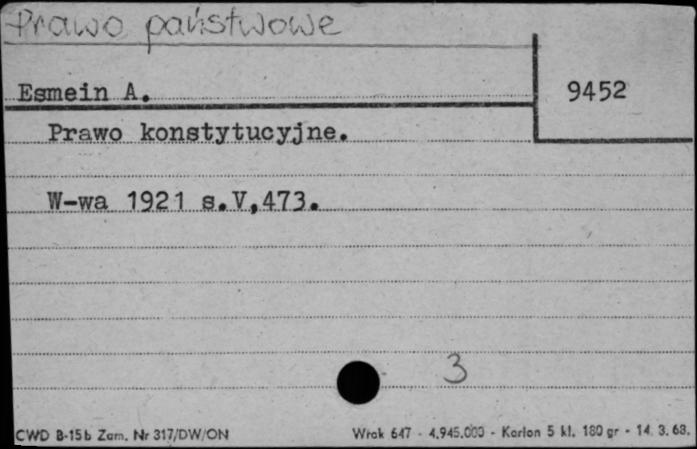 Prawo państwowe
Esmein A.
9452
Prawo konstytucyjne.
W-wa 1921 s.V,473.
3
CWD B-15b Zam. Nr 317/DW/ON
Wrak 647 - 4.945.000 - Karton 5 kl. 180 gr - 14. 3. 63.